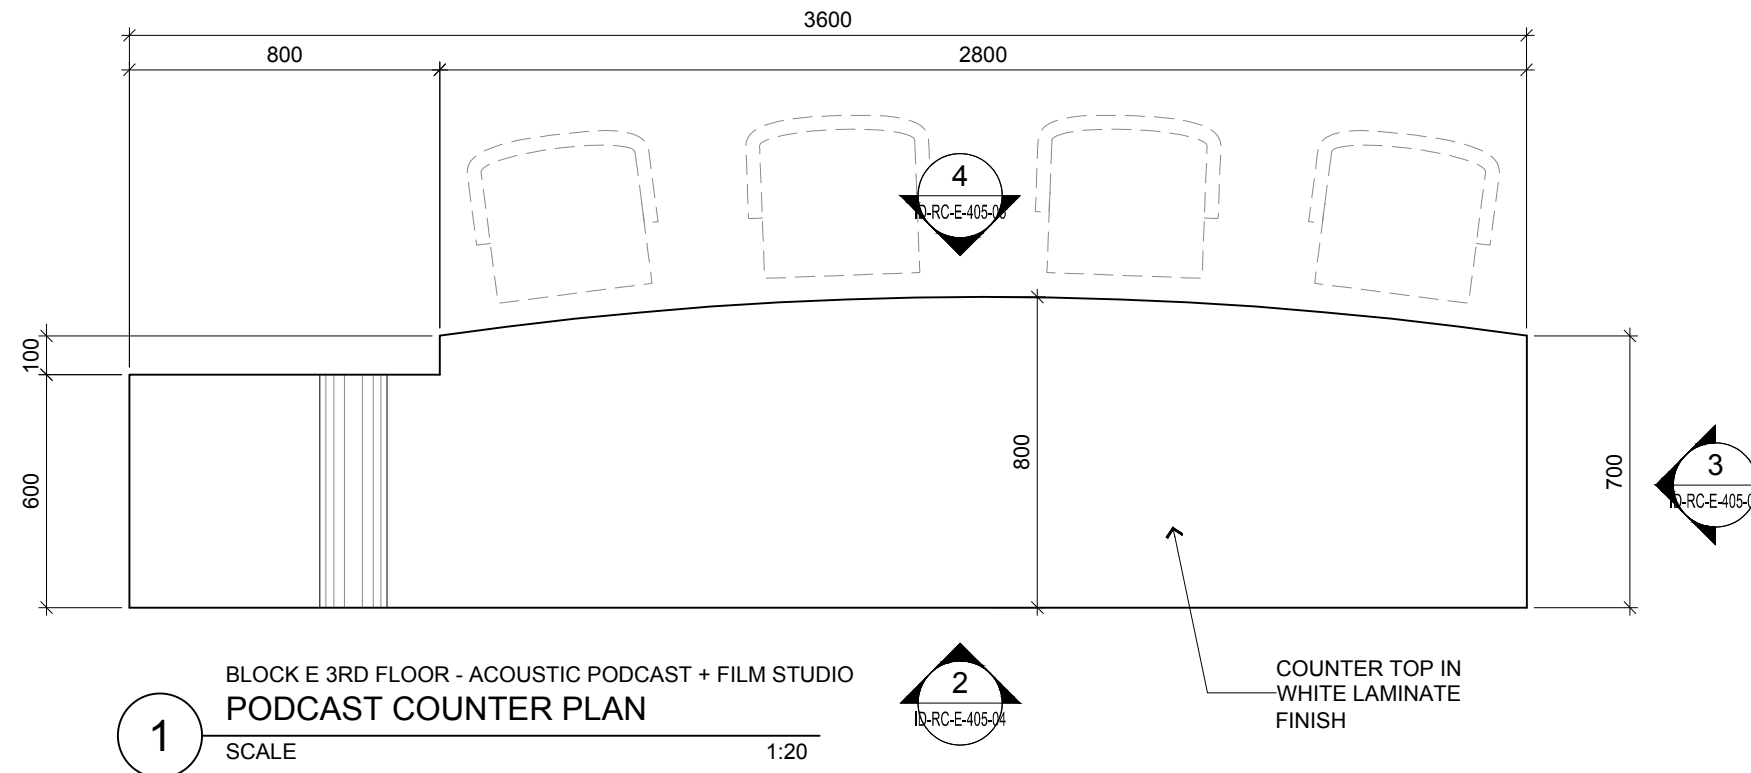 3600
800
2800
4
100
600
800
700
3
BLOCK E 3RD FLOOR - ACOUSTIC PODCAST + FILM STUDIO
PODCAST COUNTER PLAN
1
SCALE 1:20
2
ID-RC-E-405-04
COUNTER TOP IN
WHITE LAMINATE
FINISH